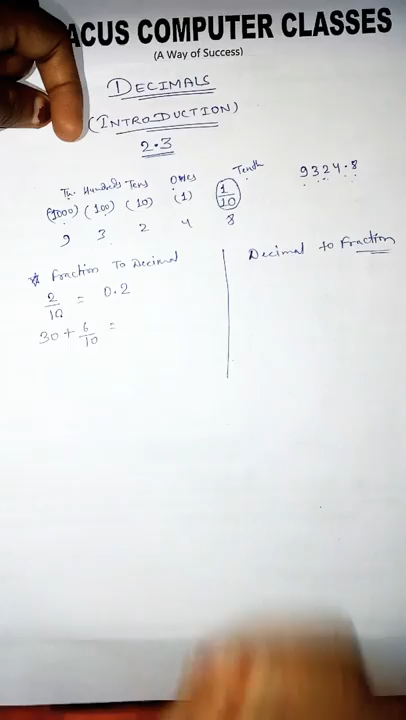 ACUS COMPUTER CLASSES
(A Way of Success)
DECIMALS
(INTRODUCTION)
2.3
Th. Hundreds Tens Ones Tenth 9324.8
(1000) (100) (10) (1) 1/10
9 3 2 4 8
Fraction To Decimal
2/10 = 0.2
30 + 6/10 =
Decimal to Fraction